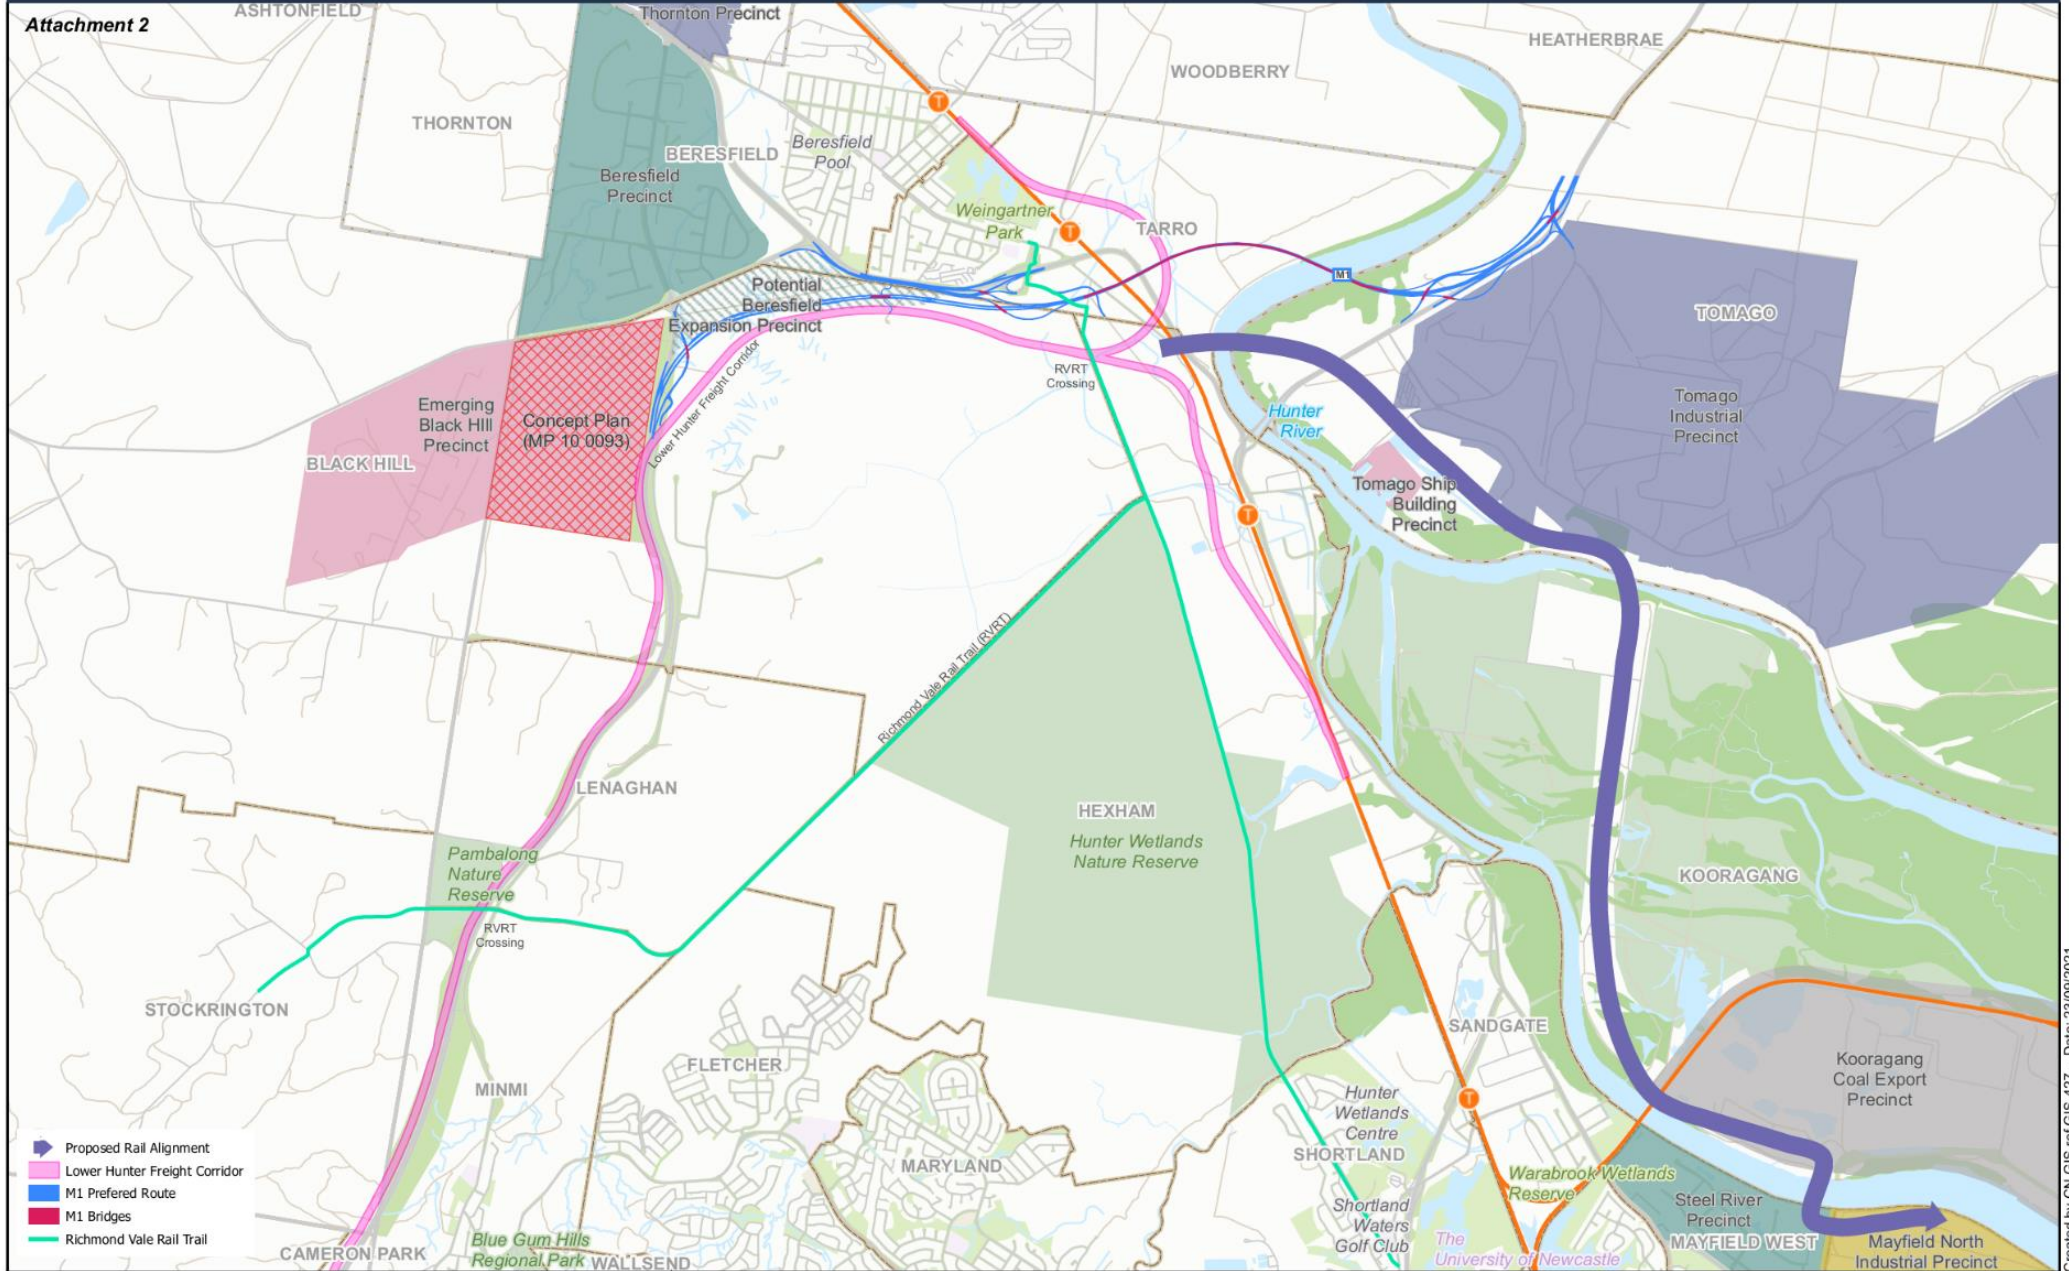 Attachment 2
ASHTONFIELD
Thornton Precinct
HEATHERBRAE
WOODBERRY
THORNTON
BERESFIELD
Beresfield
Pool
Beresfield
Precinct
T
Weingartner
Park
T
TARRO
M1
Potential
Beresfield
Expansion Precinct
TOMAGO
Lower Hunter Freight Corridor
RVRT
Crossing
Emerging
Black HIll
Precinct
Concept Plan
(MP 10_0093)
BLACK HILL
Hunter
River
Tomago
Industrial
Precinct
Tomago Ship
Building
Precinct
T
Richmond Vale Rail Trail (RVRT)
LENAGHAN
HEXHAM
Hunter Wetlands
Nature Reserve
Pambalong
Nature
Reserve
KOORAGANG
RVRT
Crossing
STOCKRINGTON
SANDGATE
FLETCHER
MINMI
Kooragang
Coal Export
Precinct
Hunter
Wetlands
Centre
T
SHORTLAND
MARYLAND
Warabrook Wetlands
Reserve
Shortland
Waters
Golf Club
Steel River
Precinct
MAYFIELD WEST
The
University of Newcastle
Mayfield North
Industrial Precinct
Blue Gum Hills
Regional Park
WALLSEND
CAMERON PARK
Proposed Rail Alignment
Lower Hunter Freight Corridor
M1 Prefered Route
M1 Bridges
Richmond Vale Rail Trail